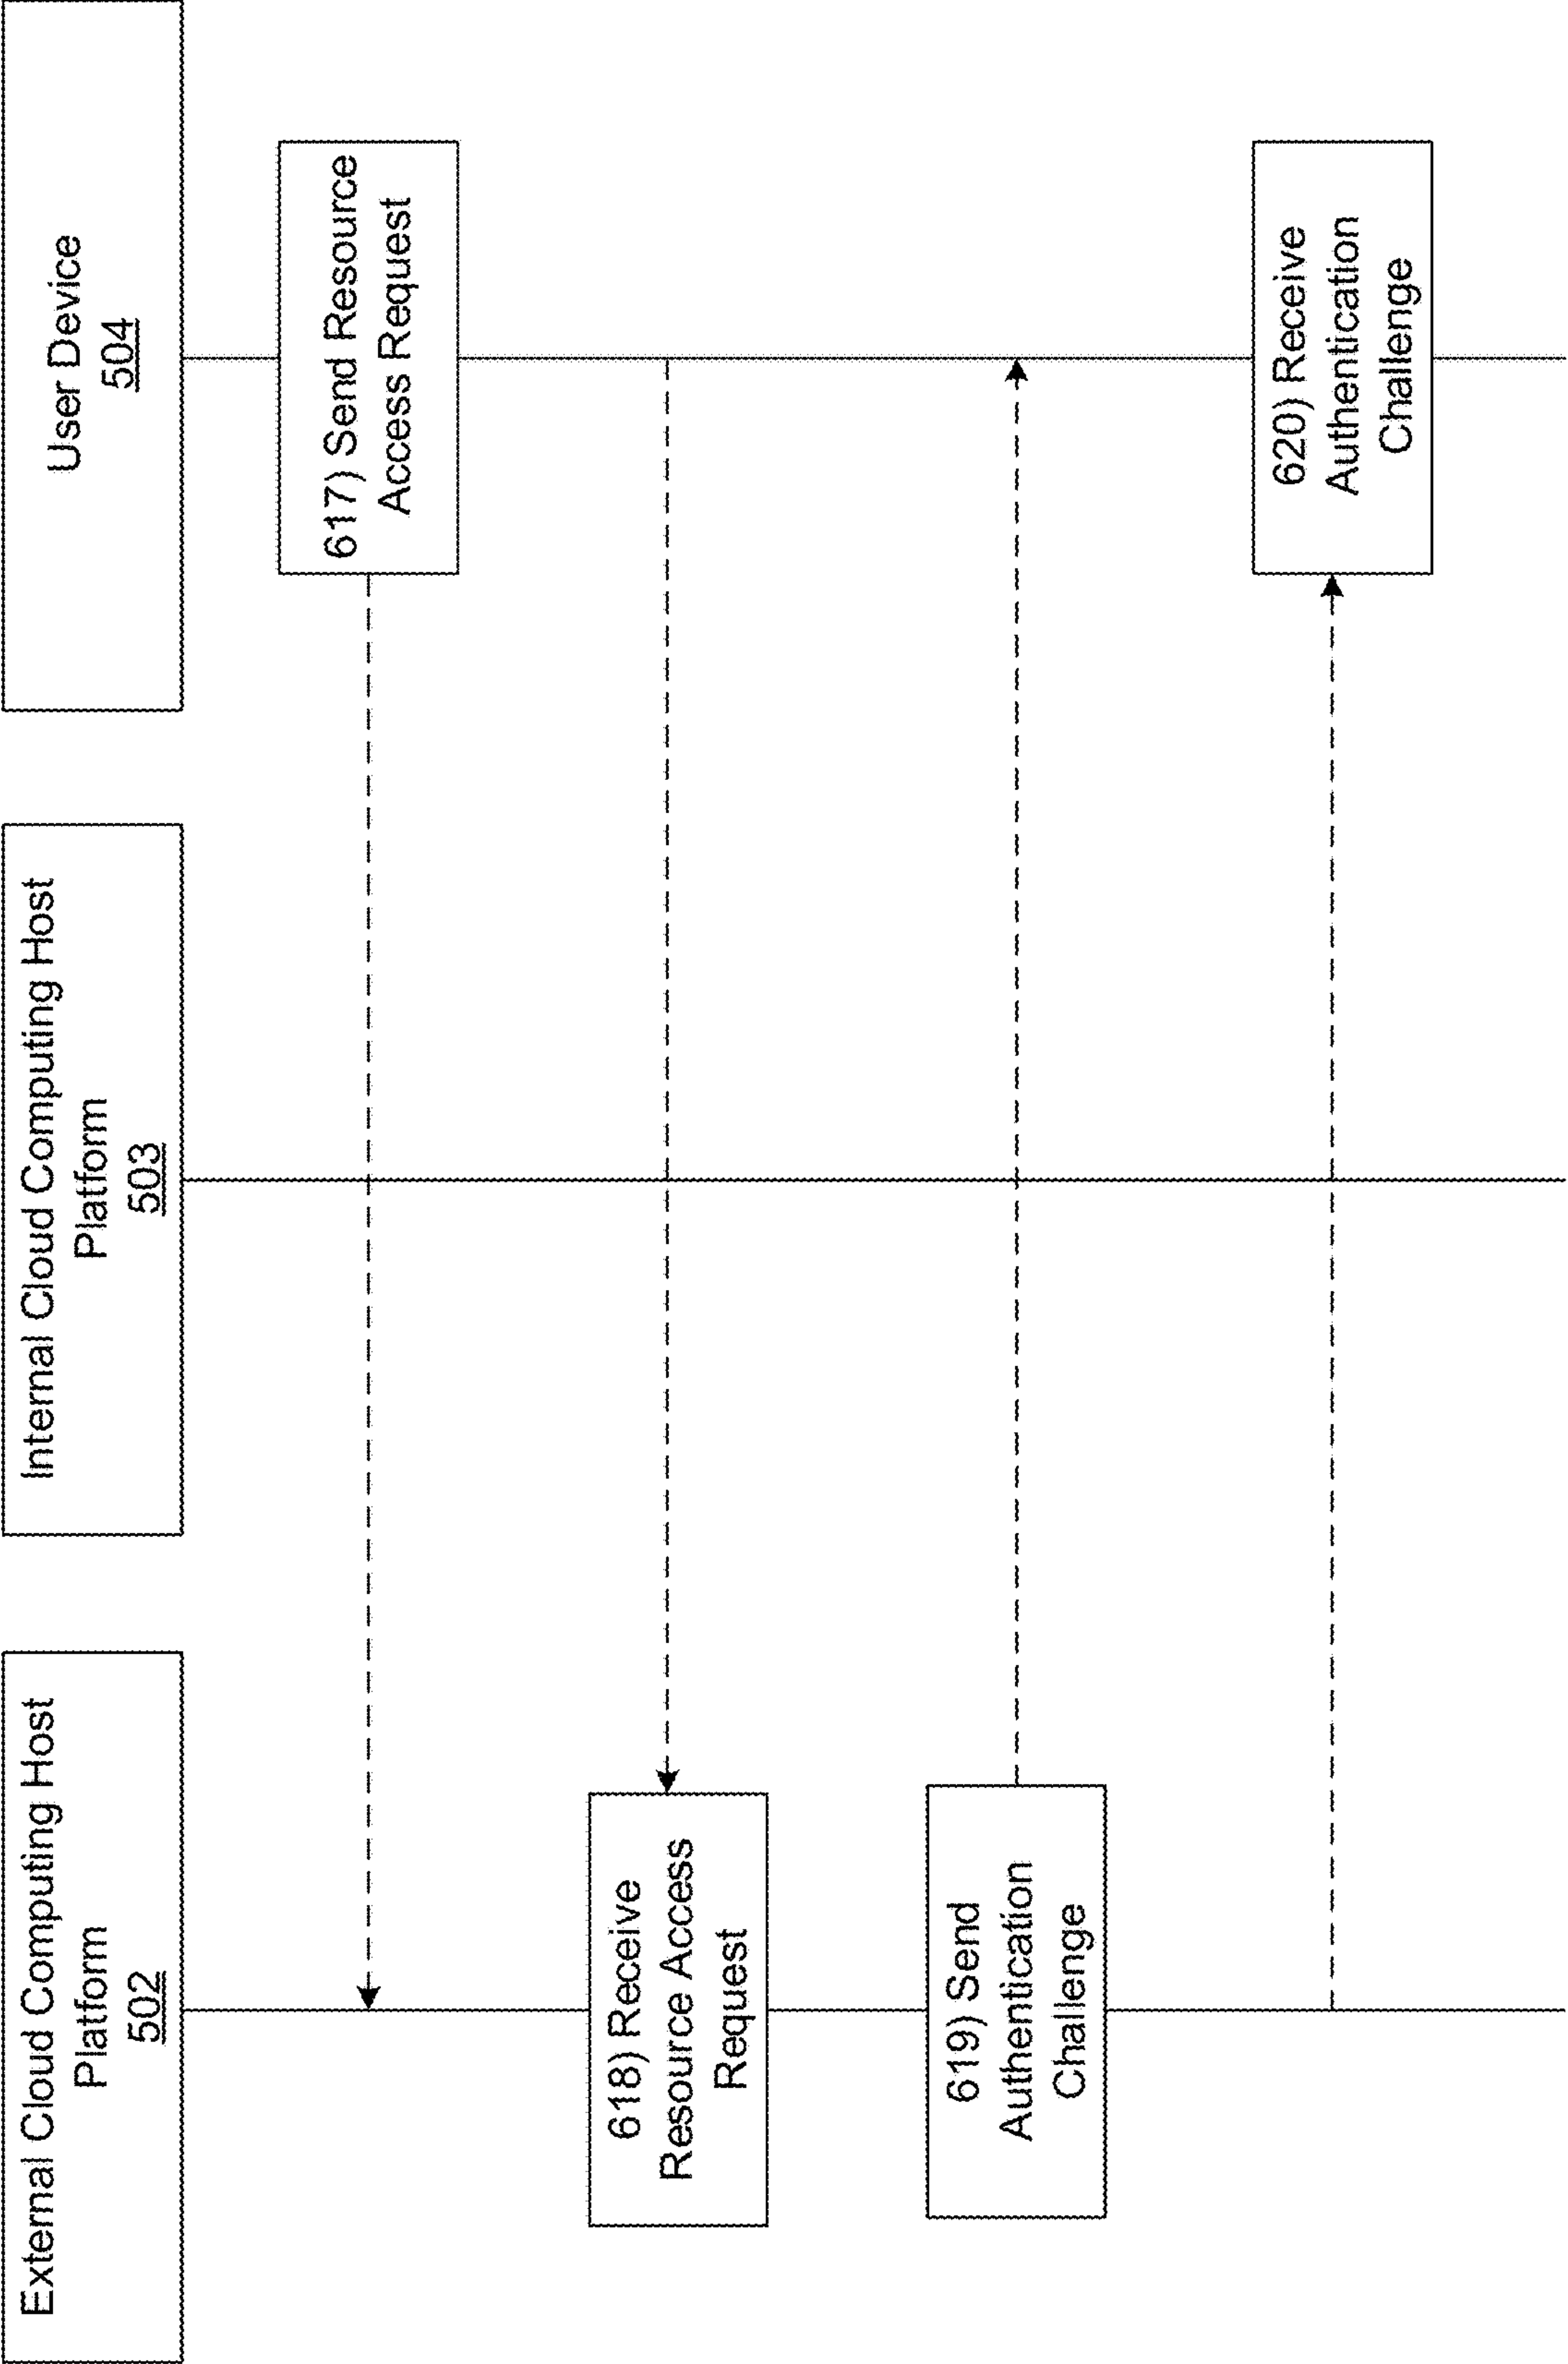 External Cloud Computing Host
Platform
502
Internal Cloud Computing Host
Platform
503
User Device
504
617) Send Resource
Access Request
618) Receive
Resource Access
Request
619) Send
Authentication
Challenge
620) Receive
Authentication
Challenge